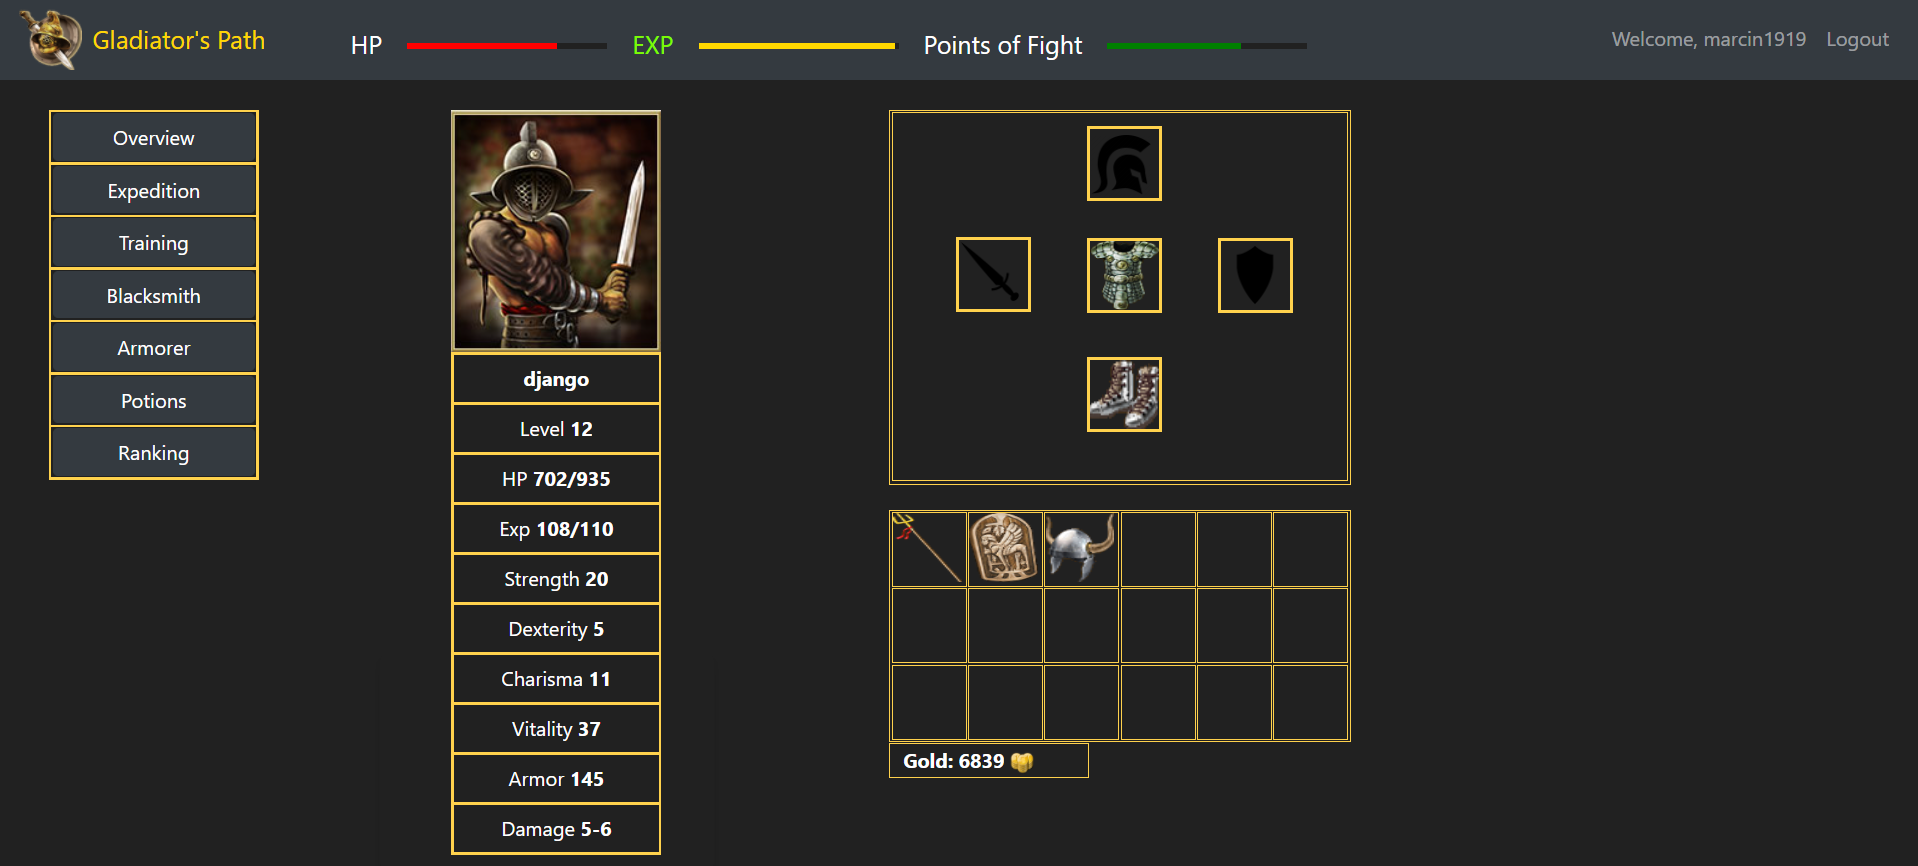 Gladiator's Path
HP
EXP
Points of Fight
Welcome, marcin1919
Logout
Overview
Expedition
Training
Blacksmith
Armorer
Potions
Ranking
django
Level 12
HP 702/935
Exp 108/110
Strength 20
Dexterity 5
Charisma 11
Vitality 37
Armor 145
Damage 5-6
Gold: 6839